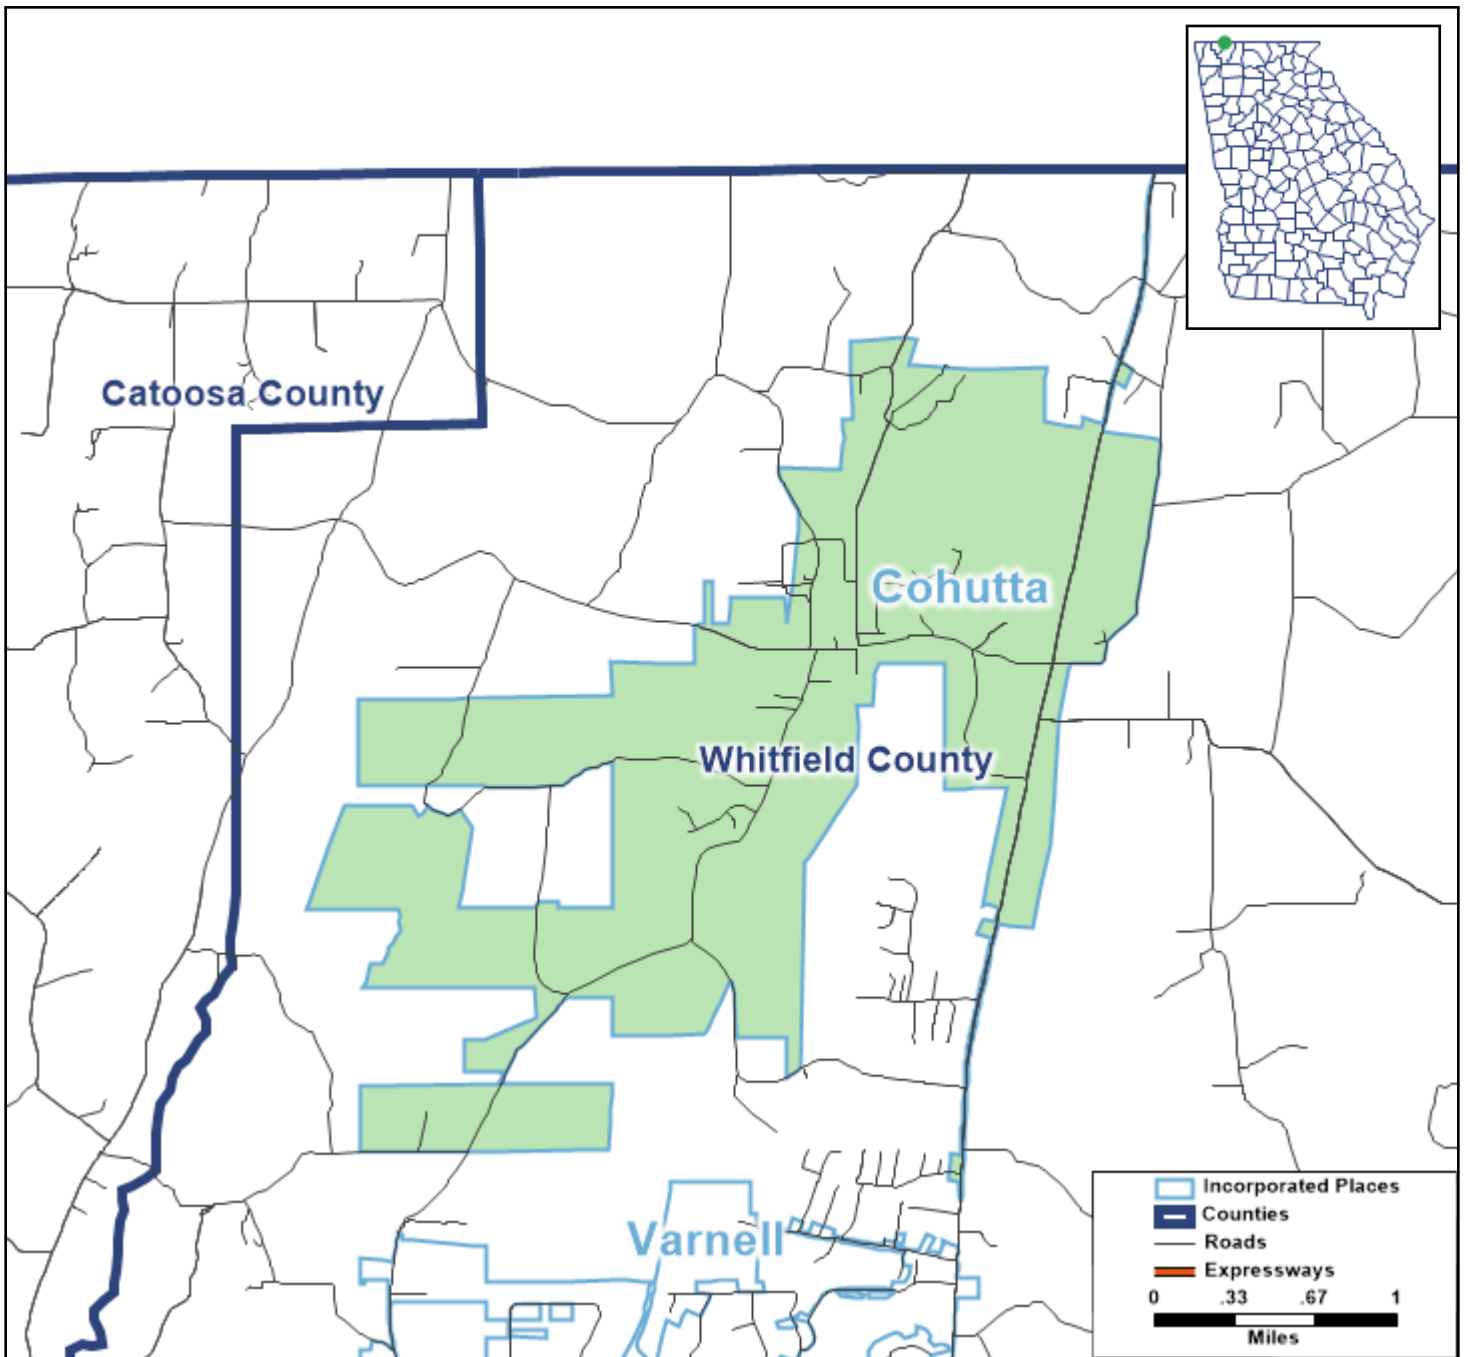 Catoosa County
Cohutta
Whitfield County
Varnell
Incorporated Places
Counties
Roads
Expressways
0 .33 .67 1
Miles